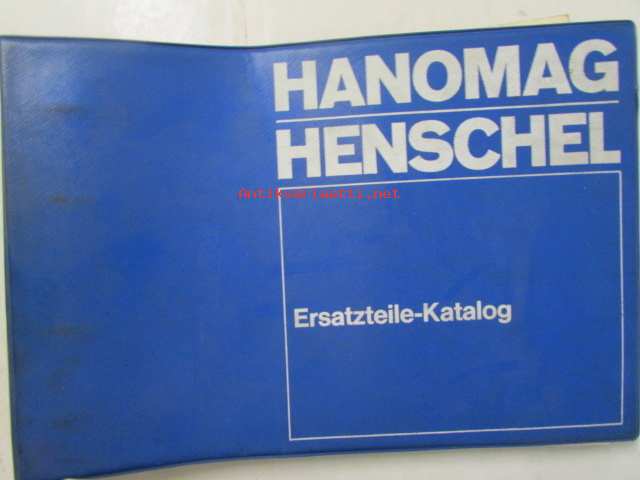 HANOMAG
HENSCHEL
Antikvariaatti.net
Ersatzteile-Katalog